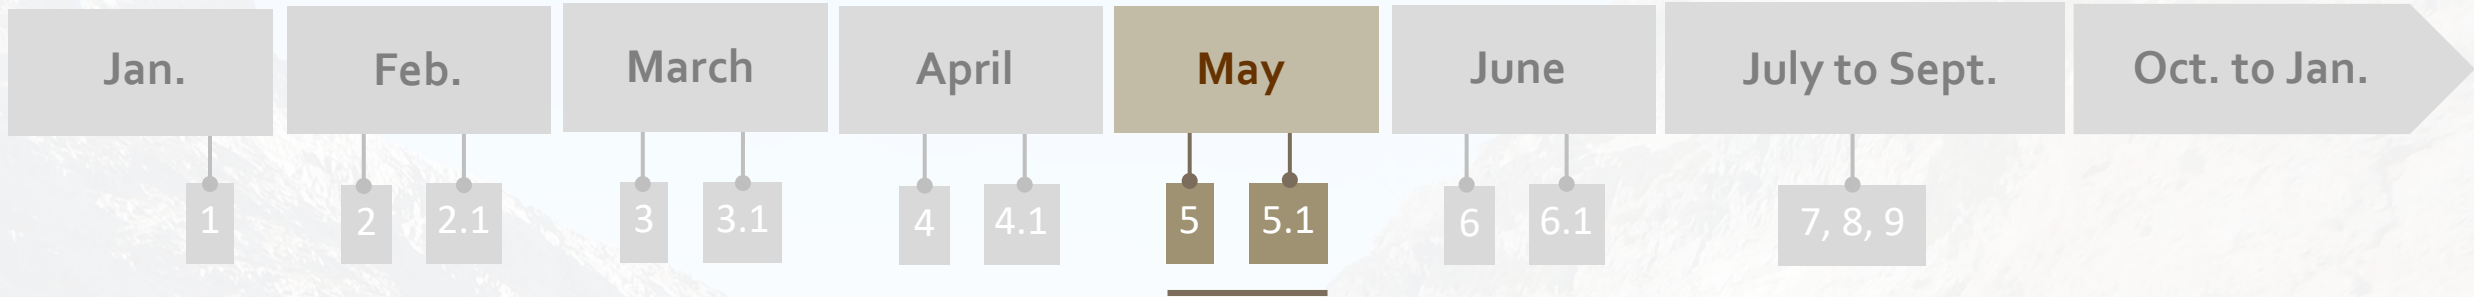 Jan. Feb. March April May June July to Sept. Oct. to Jan.
1 2 2.1 3 3.1 4 4.1 5 5.1 6 6.1 7, 8, 9